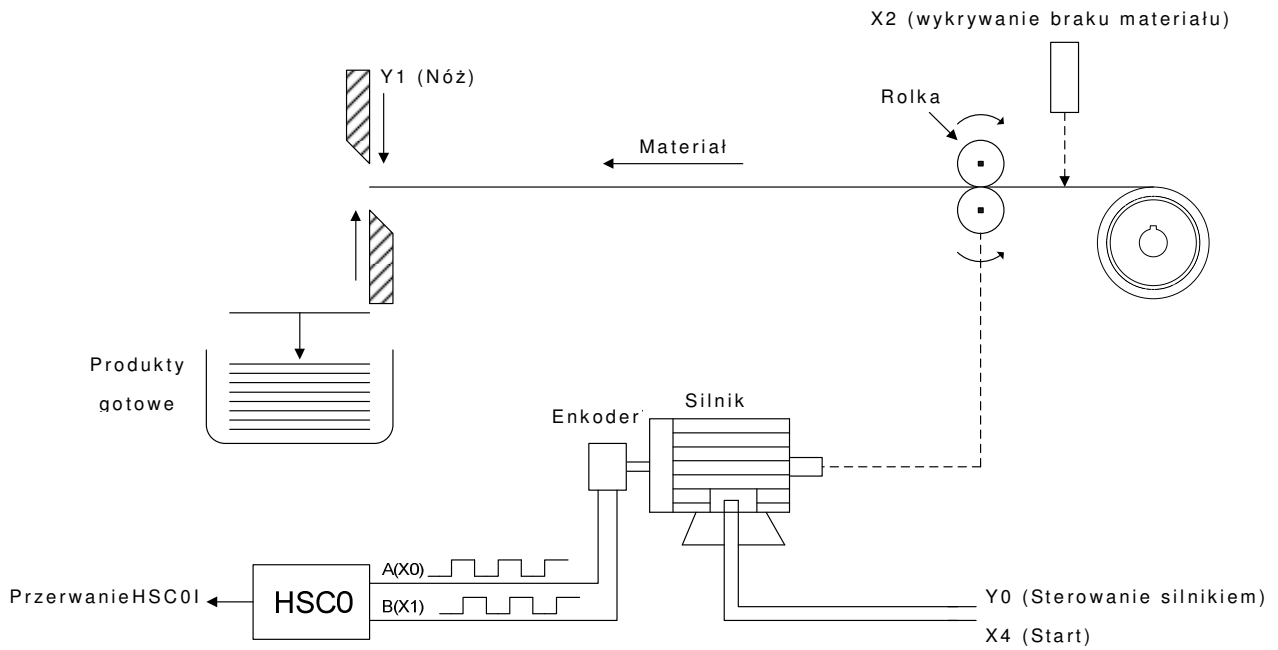 X2 (wykrywanie braku materiału)
Y1 (Nóż)
Rolka
Materiał
Produkty
gotowe
Silnik
Enkoder
A(X0)
B(X1)
HSC0
PrzerwanieHSC0I
Y0 (Sterowanie silnikiem)
X4 (Start)